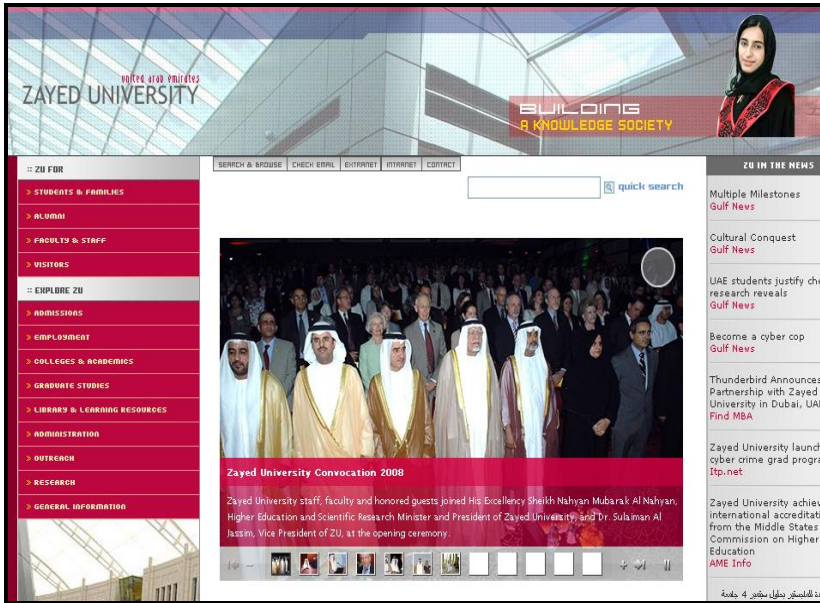 united arab emirates
ZAYED UNIVERSITY
BUILDING
A KNOWLEDGE SOCIETY
:: ZU FOR
> STUDENTS & FAMILIES
> ALUMNI
> FACULTY & STAFF
> VISITORS
:: EXPLORE ZU
> ADMISSIONS
> EMPLOYMENT
> COLLEGES & ACADEMICS
> GRADUATE STUDIES
> LIBRARY & LEARNING RESOURCES
> ADMINISTRATION
> OUTREACH
> RESEARCH
> GENERAL INFORMATION
SEARCH & BROWSE CHECK EMAIL EXTRANET INTRANET CONTACT
quick search
Zayed University Convocation 2008
Zayed University staff, faculty and honored guests joined His Excellency Sheikh Nahyan Mubarak Al Nahyan,
Higher Education and Scientific Research Minister and President of Zayed University, and Dr. Sulaiman Al
Jassim, Vice President of ZU, at the opening ceremony.
ZU IN THE NEWS
Multiple Milestones
Gulf News
Cultural Conquest
Gulf News
UAE students justify che
research reveals
Gulf News
Become a cyber cop
Gulf News
Thunderbird Announces
Partnership with Zayed
University in Dubai, UA
Find MBA
Zayed University launch
cyber crime grad progra
Itp.net
Zayed University achiev
international accreditati
from the Middle States
Commission on Higher
Education
AME Info
للماجستير بحلول سبتمبر 4 جامعة